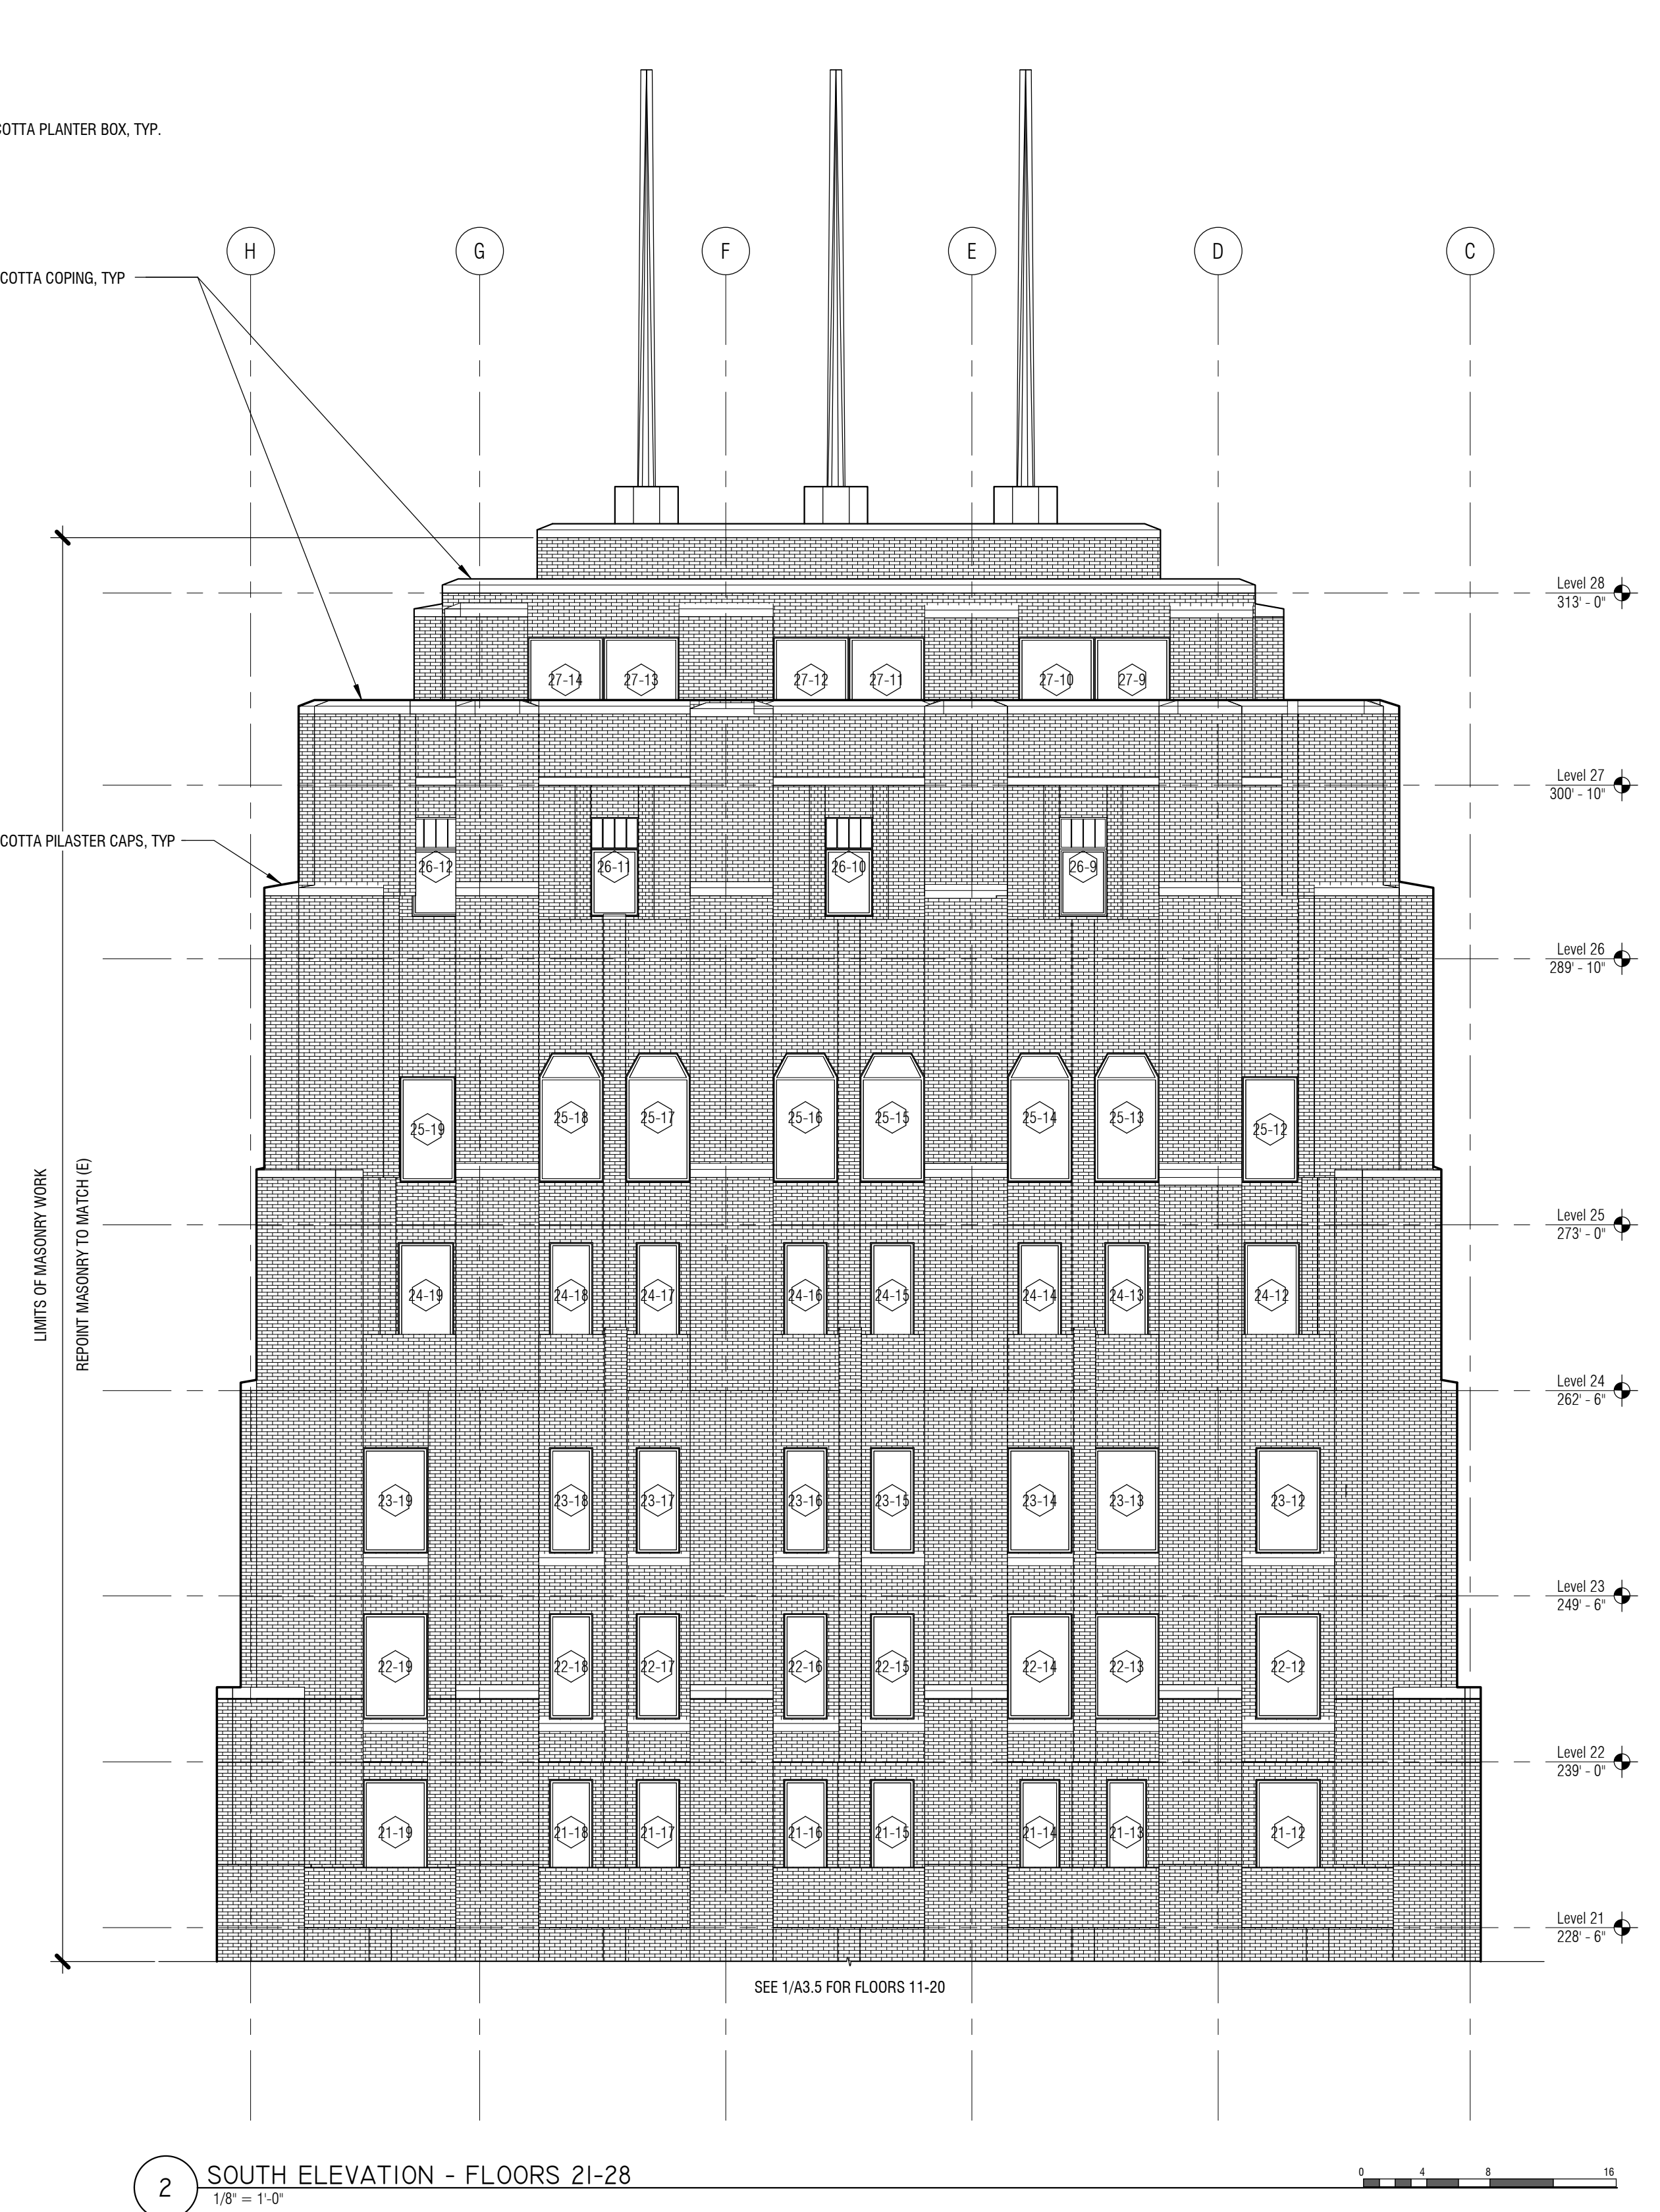 COTTA PLANTER BOX, TYP.
H
G
F
E
D
C
COTTA COPING, TYP
Level 28
313' - 0"
27-14
27-13
27-12
27-11
27-10
27-9
Level 27
300' - 10"
COTTA PILASTER CAPS, TYP
26-12
26-11
26-10
26-9
Level 26
289' - 10"
25-19
25-18
25-17
25-16
25-15
25-14
25-13
25-12
LIMITS OF MASONRY WORK
REPOINT MASONRY TO MATCH (E)
Level 25
273' - 0"
24-19
24-18
24-17
24-16
24-15
24-14
24-13
24-12
Level 24
262' - 6"
23-19
23-18
23-17
23-16
23-15
23-14
23-13
23-12
Level 23
249' - 6"
22-19
22-18
22-17
22-16
22-15
22-14
22-13
22-12
Level 22
239' - 0"
21-19
21-18
21-17
21-16
21-15
21-14
21-13
21-12
Level 21
228' - 6"
SEE 1/A3.5 FOR FLOORS 11-20
2
SOUTH ELEVATION - FLOORS 21-28
1/8" = 1'-0"
0 4 8 16